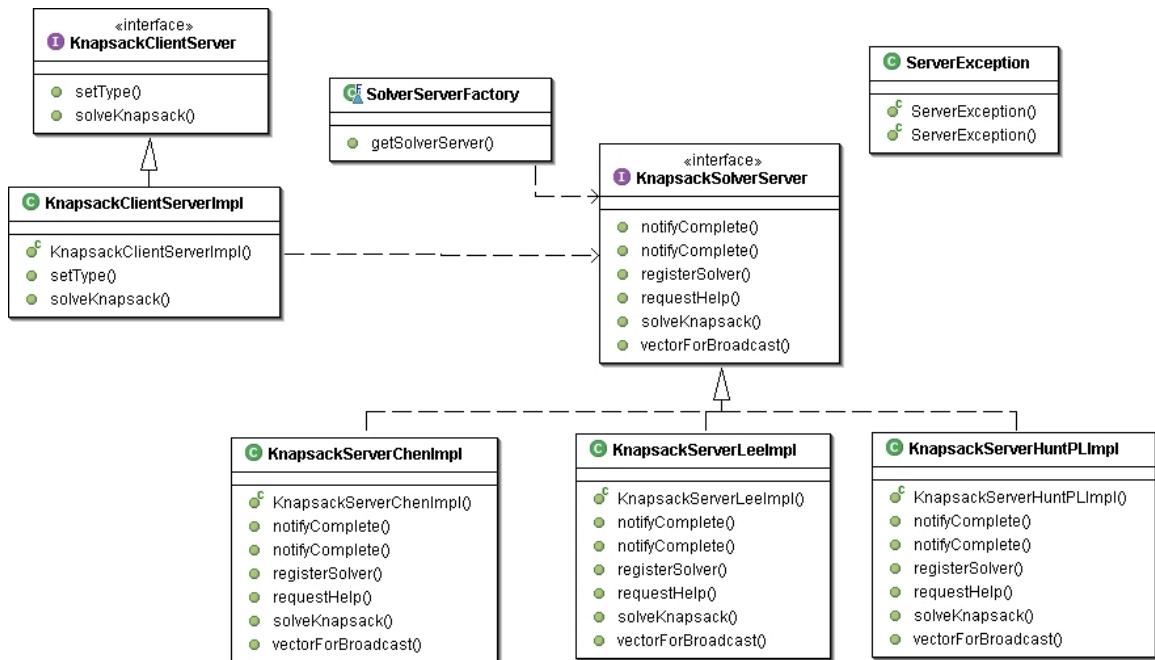 «interface»
KnapsackClientServer
setType()
solveKnapsack()
SolverServerFactory
getSolverServer()
ServerException
ServerException()
ServerException()
KnapsackClientServerImpl
KnapsackClientServerImpl()
setType()
solveKnapsack()
«interface»
KnapsackSolverServer
notifyComplete()
notifyComplete()
registerSolver()
requestHelp()
solveKnapsack()
vectorForBroadcast()
KnapsackServerChenImpl
KnapsackServerChenImpl()
notifyComplete()
notifyComplete()
registerSolver()
requestHelp()
solveKnapsack()
vectorForBroadcast()
KnapsackServerLeeImpl
KnapsackServerLeeImpl()
notifyComplete()
notifyComplete()
registerSolver()
requestHelp()
solveKnapsack()
vectorForBroadcast()
KnapsackServerHuntPLImpl
KnapsackServerHuntPLImpl()
notifyComplete()
notifyComplete()
registerSolver()
requestHelp()
solveKnapsack()
vectorForBroadcast()